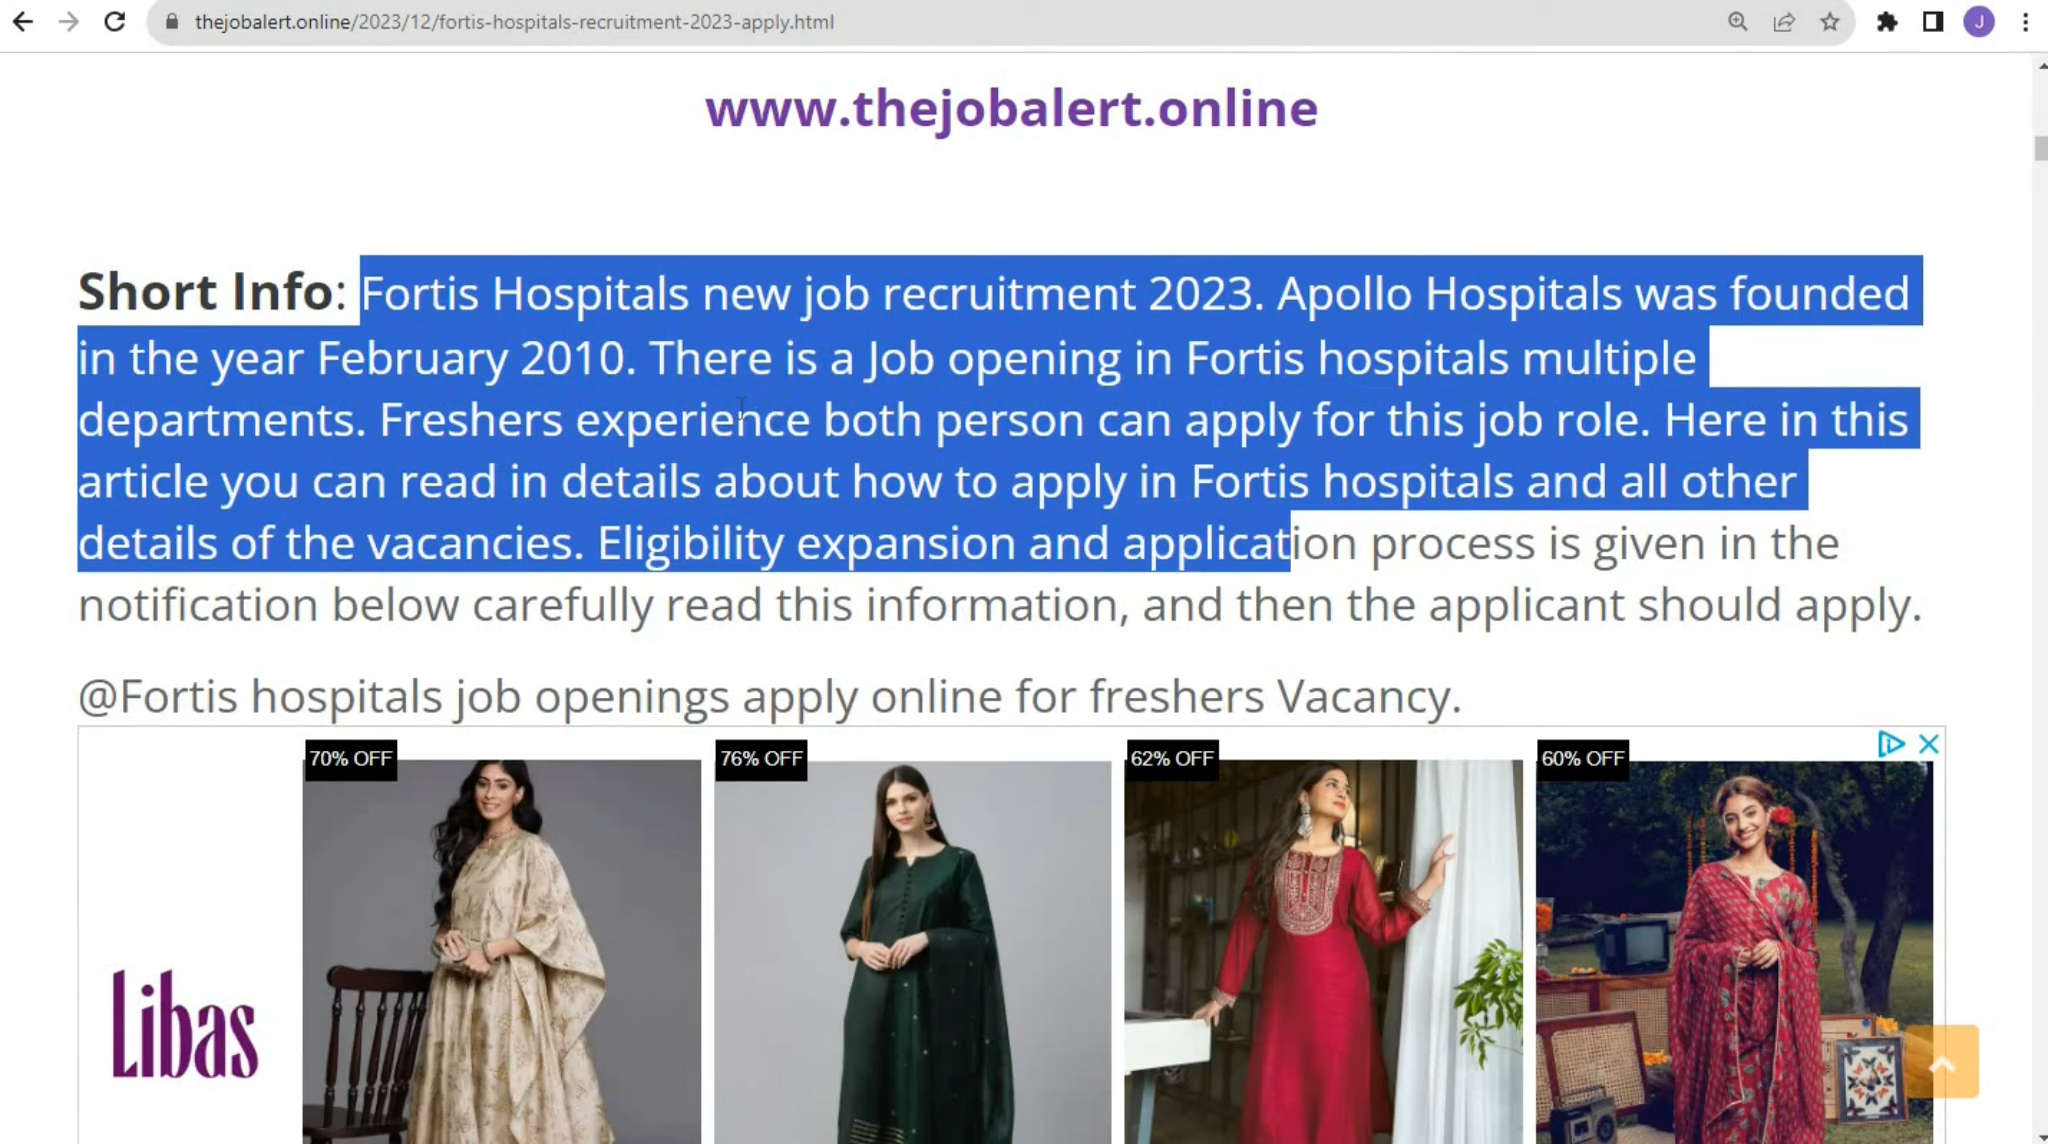 thejobalert.online/2023/12/fortis-hospitals-recruitment-2023-apply.html
J
www.thejobalert.online
Short Info: Fortis Hospitals new job recruitment 2023. Apollo Hospitals was founded
in the year February 2010. There is a Job opening in Fortis hospitals multiple
departments. Freshers experience both person can apply for this job role. Here in this
article you can read in details about how to apply in Fortis hospitals and all other
details of the vacancies. Eligibility expansion and application process is given in the
notification below carefully read this information, and then the applicant should apply.
@Fortis hospitals job openings apply online for freshers Vacancy.
70% OFF
76% OFF
62% OFF
60% OFF
Libas